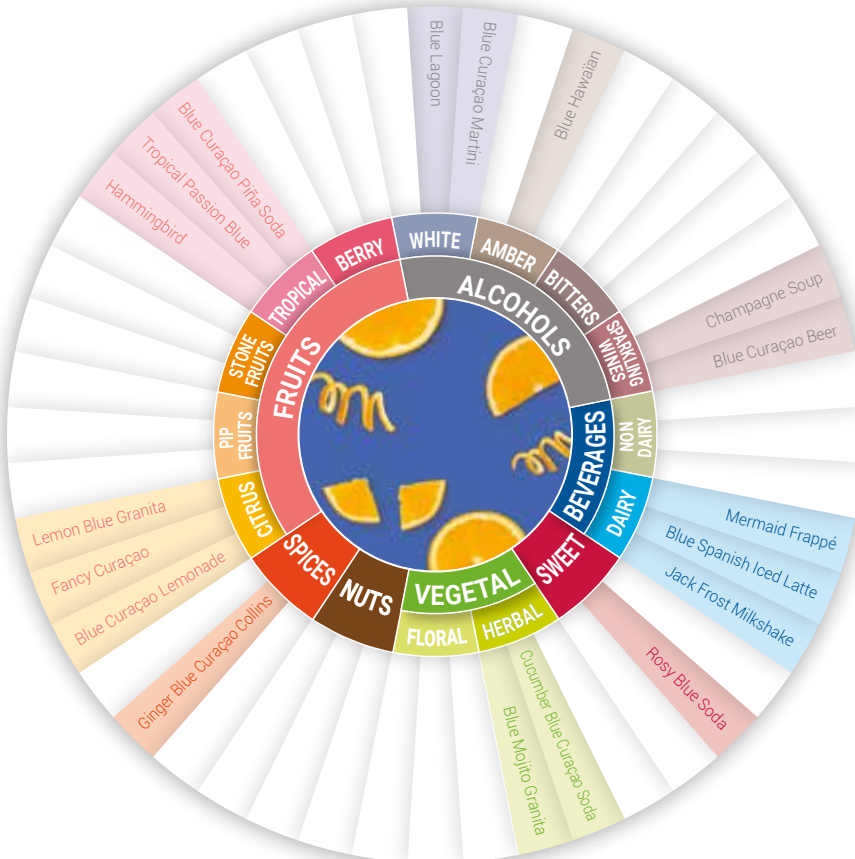 Blue Lagoon
Blue Curaçao Martini
Blue Hawaiian
Champagne Soup
Blue Curaçao Beer
Mermaid Frappé
Blue Spanish Iced Latte
Jack Frost Milkshake
Rosy Blue Soda
Cucumber Blue Curaçao Soda
Blue Mojito Granita
Ginger Blue Curaçao Collins
Blue Curaçao Lemonade
Fancy Curaçao
Lemon Blue Granita
Hammingbird
Tropical Passion Blue
Blue Curaçao Piña Soda
WHITE
AMBER
BITTERS
SPARKLING
WINES
NON
DAIRY
DAIRY
SWEET
HERBAL
FLORAL
NUTS
SPICES
CITRUS
PIP
FRUITS
STONE
FRUITS
TROPICAL
BERRY
ALCOHOLS
BEVERAGES
VEGETAL
FRUITS